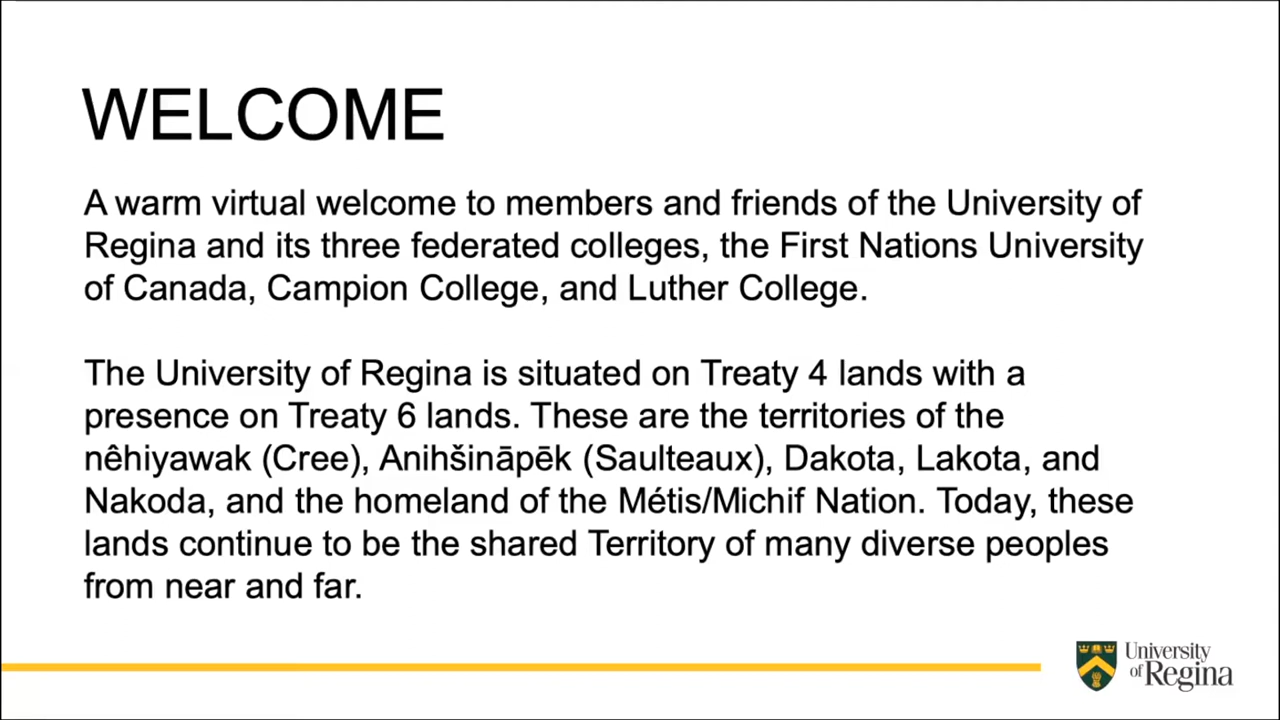 WELCOME
A warm virtual welcome to members and friends of the University of
Regina and its three federated colleges, the First Nations University
of Canada, Campion College, and Luther College.
The University of Regina is situated on Treaty 4 lands with a
presence on Treaty 6 lands. These are the territories of the
nêhiyawak (Cree), Anihšināpēk (Saulteaux), Dakota, Lakota, and
Nakoda, and the homeland of the Métis/Michif Nation. Today, these
lands continue to be the shared Territory of many diverse peoples
from near and far.
University
of Regina